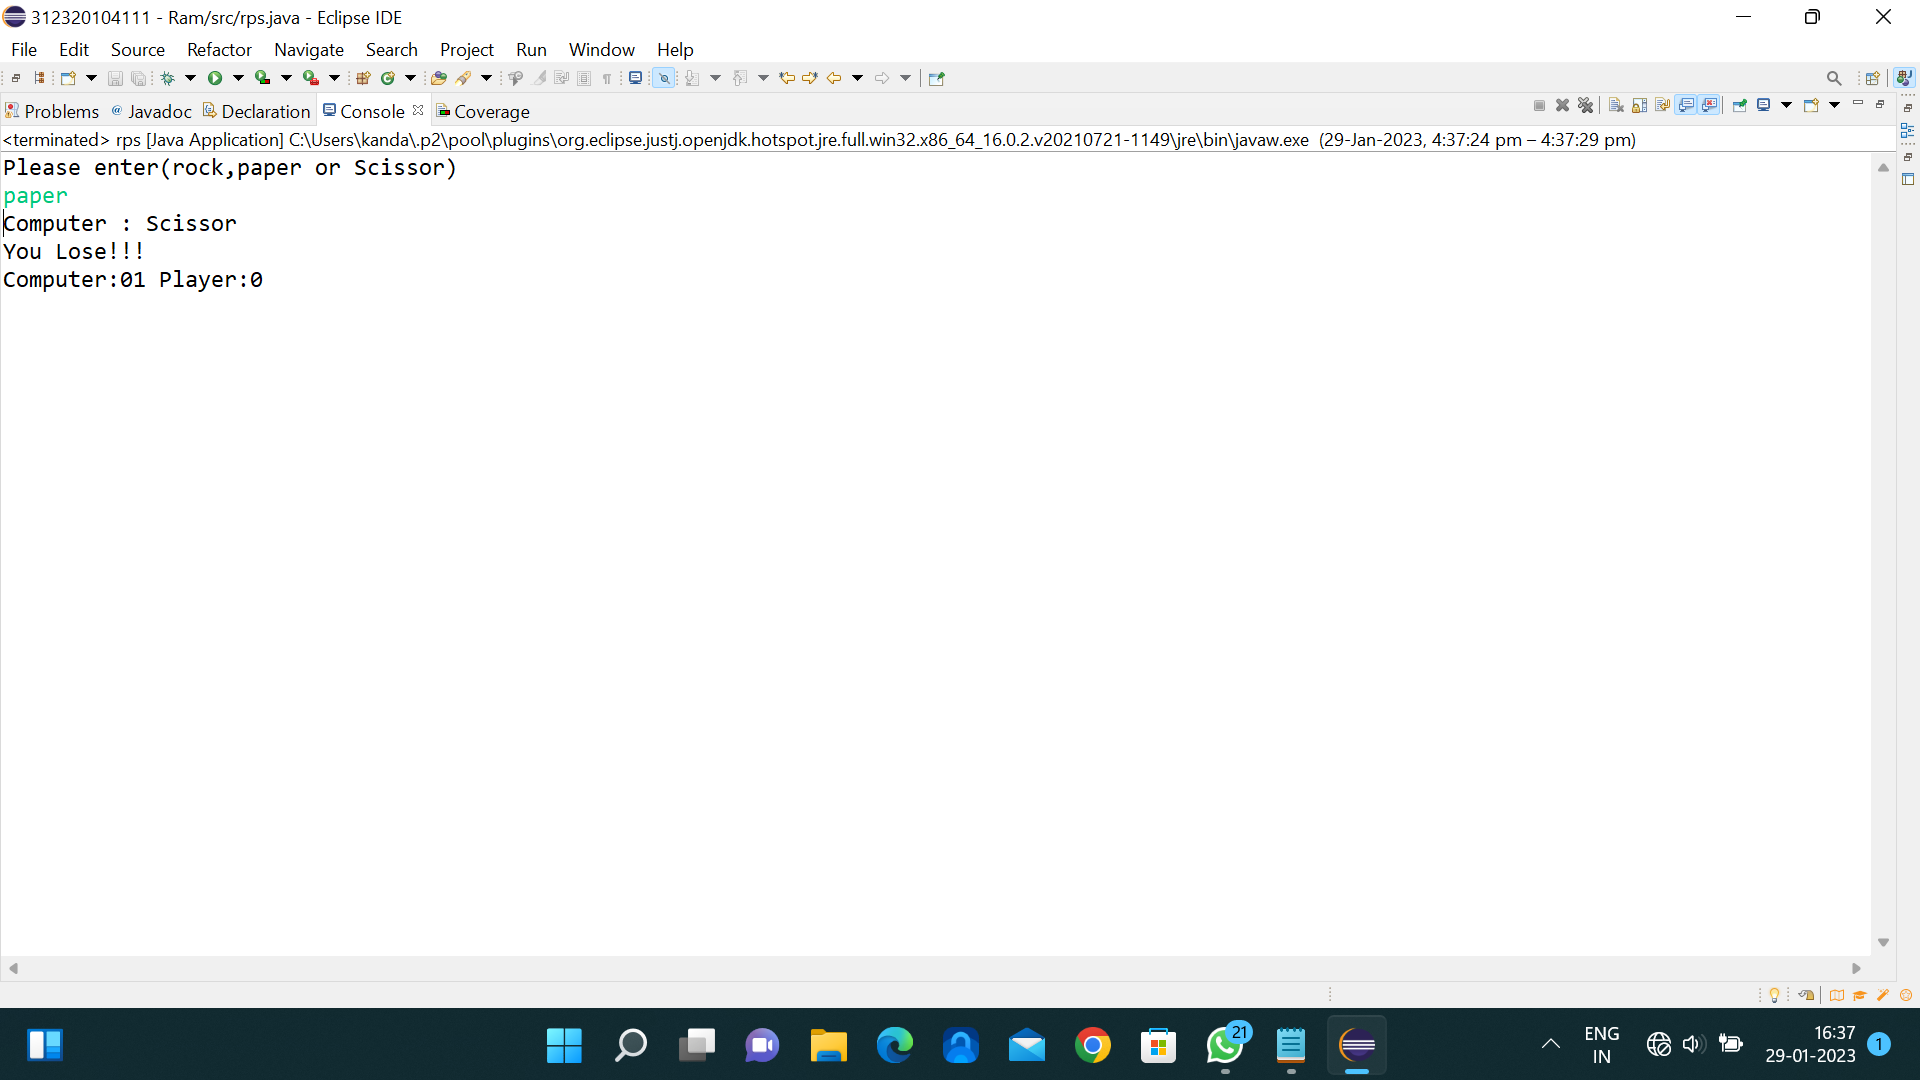 312320104111 - Ram/src/rps.java - Eclipse IDE
File Edit Source Refactor Navigate Search Project Run Window Help
Problems @ Javadoc Declaration Console Coverage
<terminated> rps [Java Application] C:\Users\kanda\.p2\pool\plugins\org.eclipse.justj.openjdk.hotspot.jre.full.win32.x86_64_16.0.2.v20210721-1149\jre\bin\javaw.exe (29-Jan-2023, 4:37:24 pm – 4:37:29 pm)
Please enter(rock,paper or Scissor)
paper
Computer : Scissor
You Lose!!!
Computer:01 Player:0
21
ENG
IN
16:37
29-01-2023
1